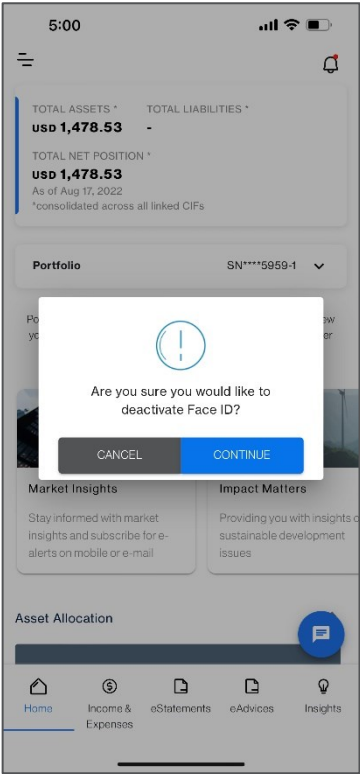 5:00
TOTAL ASSETS * TOTAL LIABILITIES *
USD 1,478.53 -
TOTAL NET POSITION *
USD 1,478.53
As of Aug 17, 2022
*consolidated across all linked CIFs
Portfolio SN****5959-1
Are you sure you would like to
deactivate Face ID?
CANCEL CONTINUE
Market Insights Impact Matters
Stay informed with market Providing you with insights
insights and subscribe for e- sustainable development
alerts on mobile or e-mail issues
Asset Allocation
Home Income & eStatements eAdvices Insights
Expenses